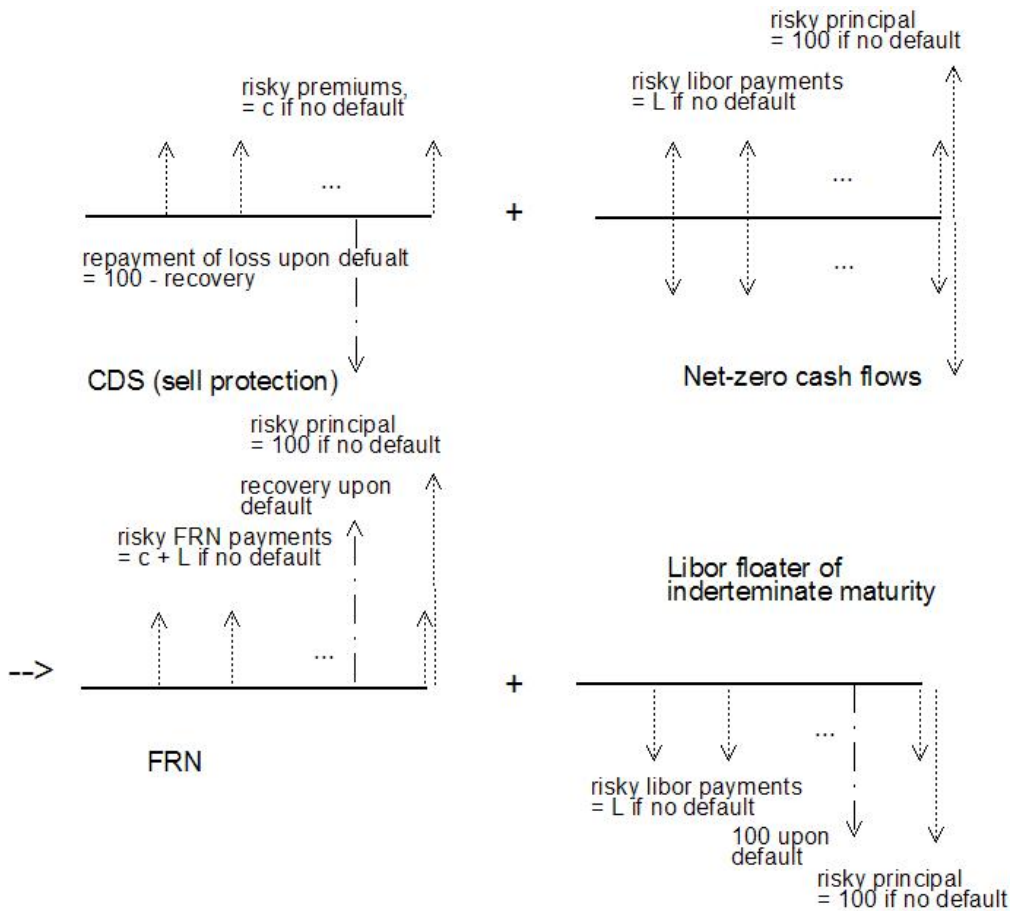 risky principal
= 100 if no default
risky premiums,
= c if no default
risky libor payments
= L if no default
...
...
+
repayment of loss upon defualt
= 100 - recovery
...
CDS (sell protection)
Net-zero cash flows
risky principal
= 100 if no default
recovery upon
default
risky FRN payments
= c + L if no default
Libor floater of
inderteminate maturity
...
-->
+
...
FRN
risky libor payments
= L if no default
100 upon
default
risky principal
= 100 if no default